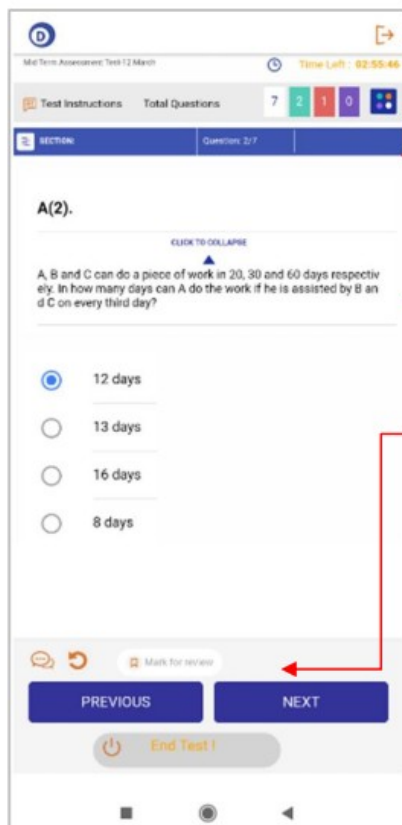 D
Mid Term Assessment Test-12 March
Time Left : 02:55:46
Test Instructions Total Questions 7 2 1 0
SECTION: Question: 2/7
A(2).
CLICK TO COLLAPSE
A, B and C can do a piece of work in 20, 30 and 60 days respectiv
ely. In how many days can A do the work if he is assisted by B an
d C on every third day?
12 days
13 days
16 days
8 days
Mark for review
PREVIOUS NEXT
End Test !